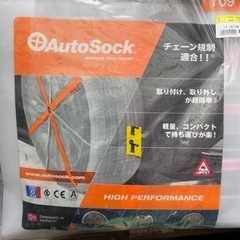 T09
AutoSock
チェーン規制
適合!!
取り付け、取り外し
が超簡単!
軽量、コンパクト
で持ち運びが楽!
www.autosock.com
HIGH PERFORMANCE